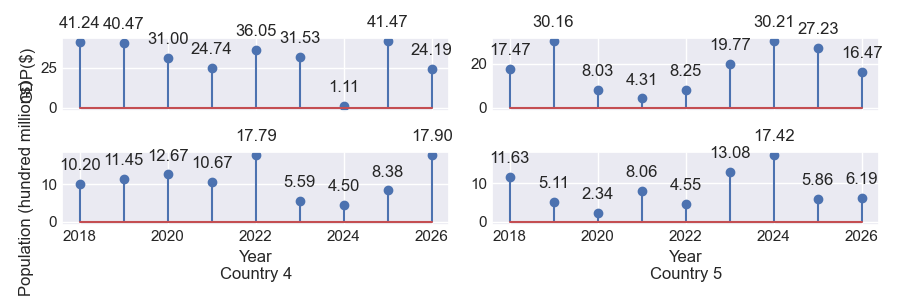 41.24 40.47 31.00 24.74 36.05 31.53 1.11 41.47 24.19
25
0
GDP($)
17.47 30.16 8.03 4.31 8.25 19.77 30.21 27.23 16.47
20
0
10.20 11.45 12.67 10.67 17.79 5.59 4.50 8.38 17.90
10
0
Population (hundred millions)
2018 2020 2022 2024 2026
Year
Country 4
11.63 5.11 2.34 8.06 4.55 13.08 17.42 5.86 6.19
10
0
2018 2020 2022 2024 2026
Year
Country 5